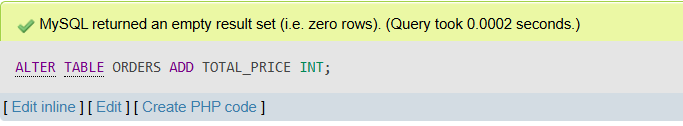 MySQL returned an empty result set (i.e. zero rows). (Query took 0.0002 seconds.)
ALTER TABLE ORDERS ADD TOTAL_PRICE INT;
[ Edit inline ] [ Edit ] [ Create PHP code ]